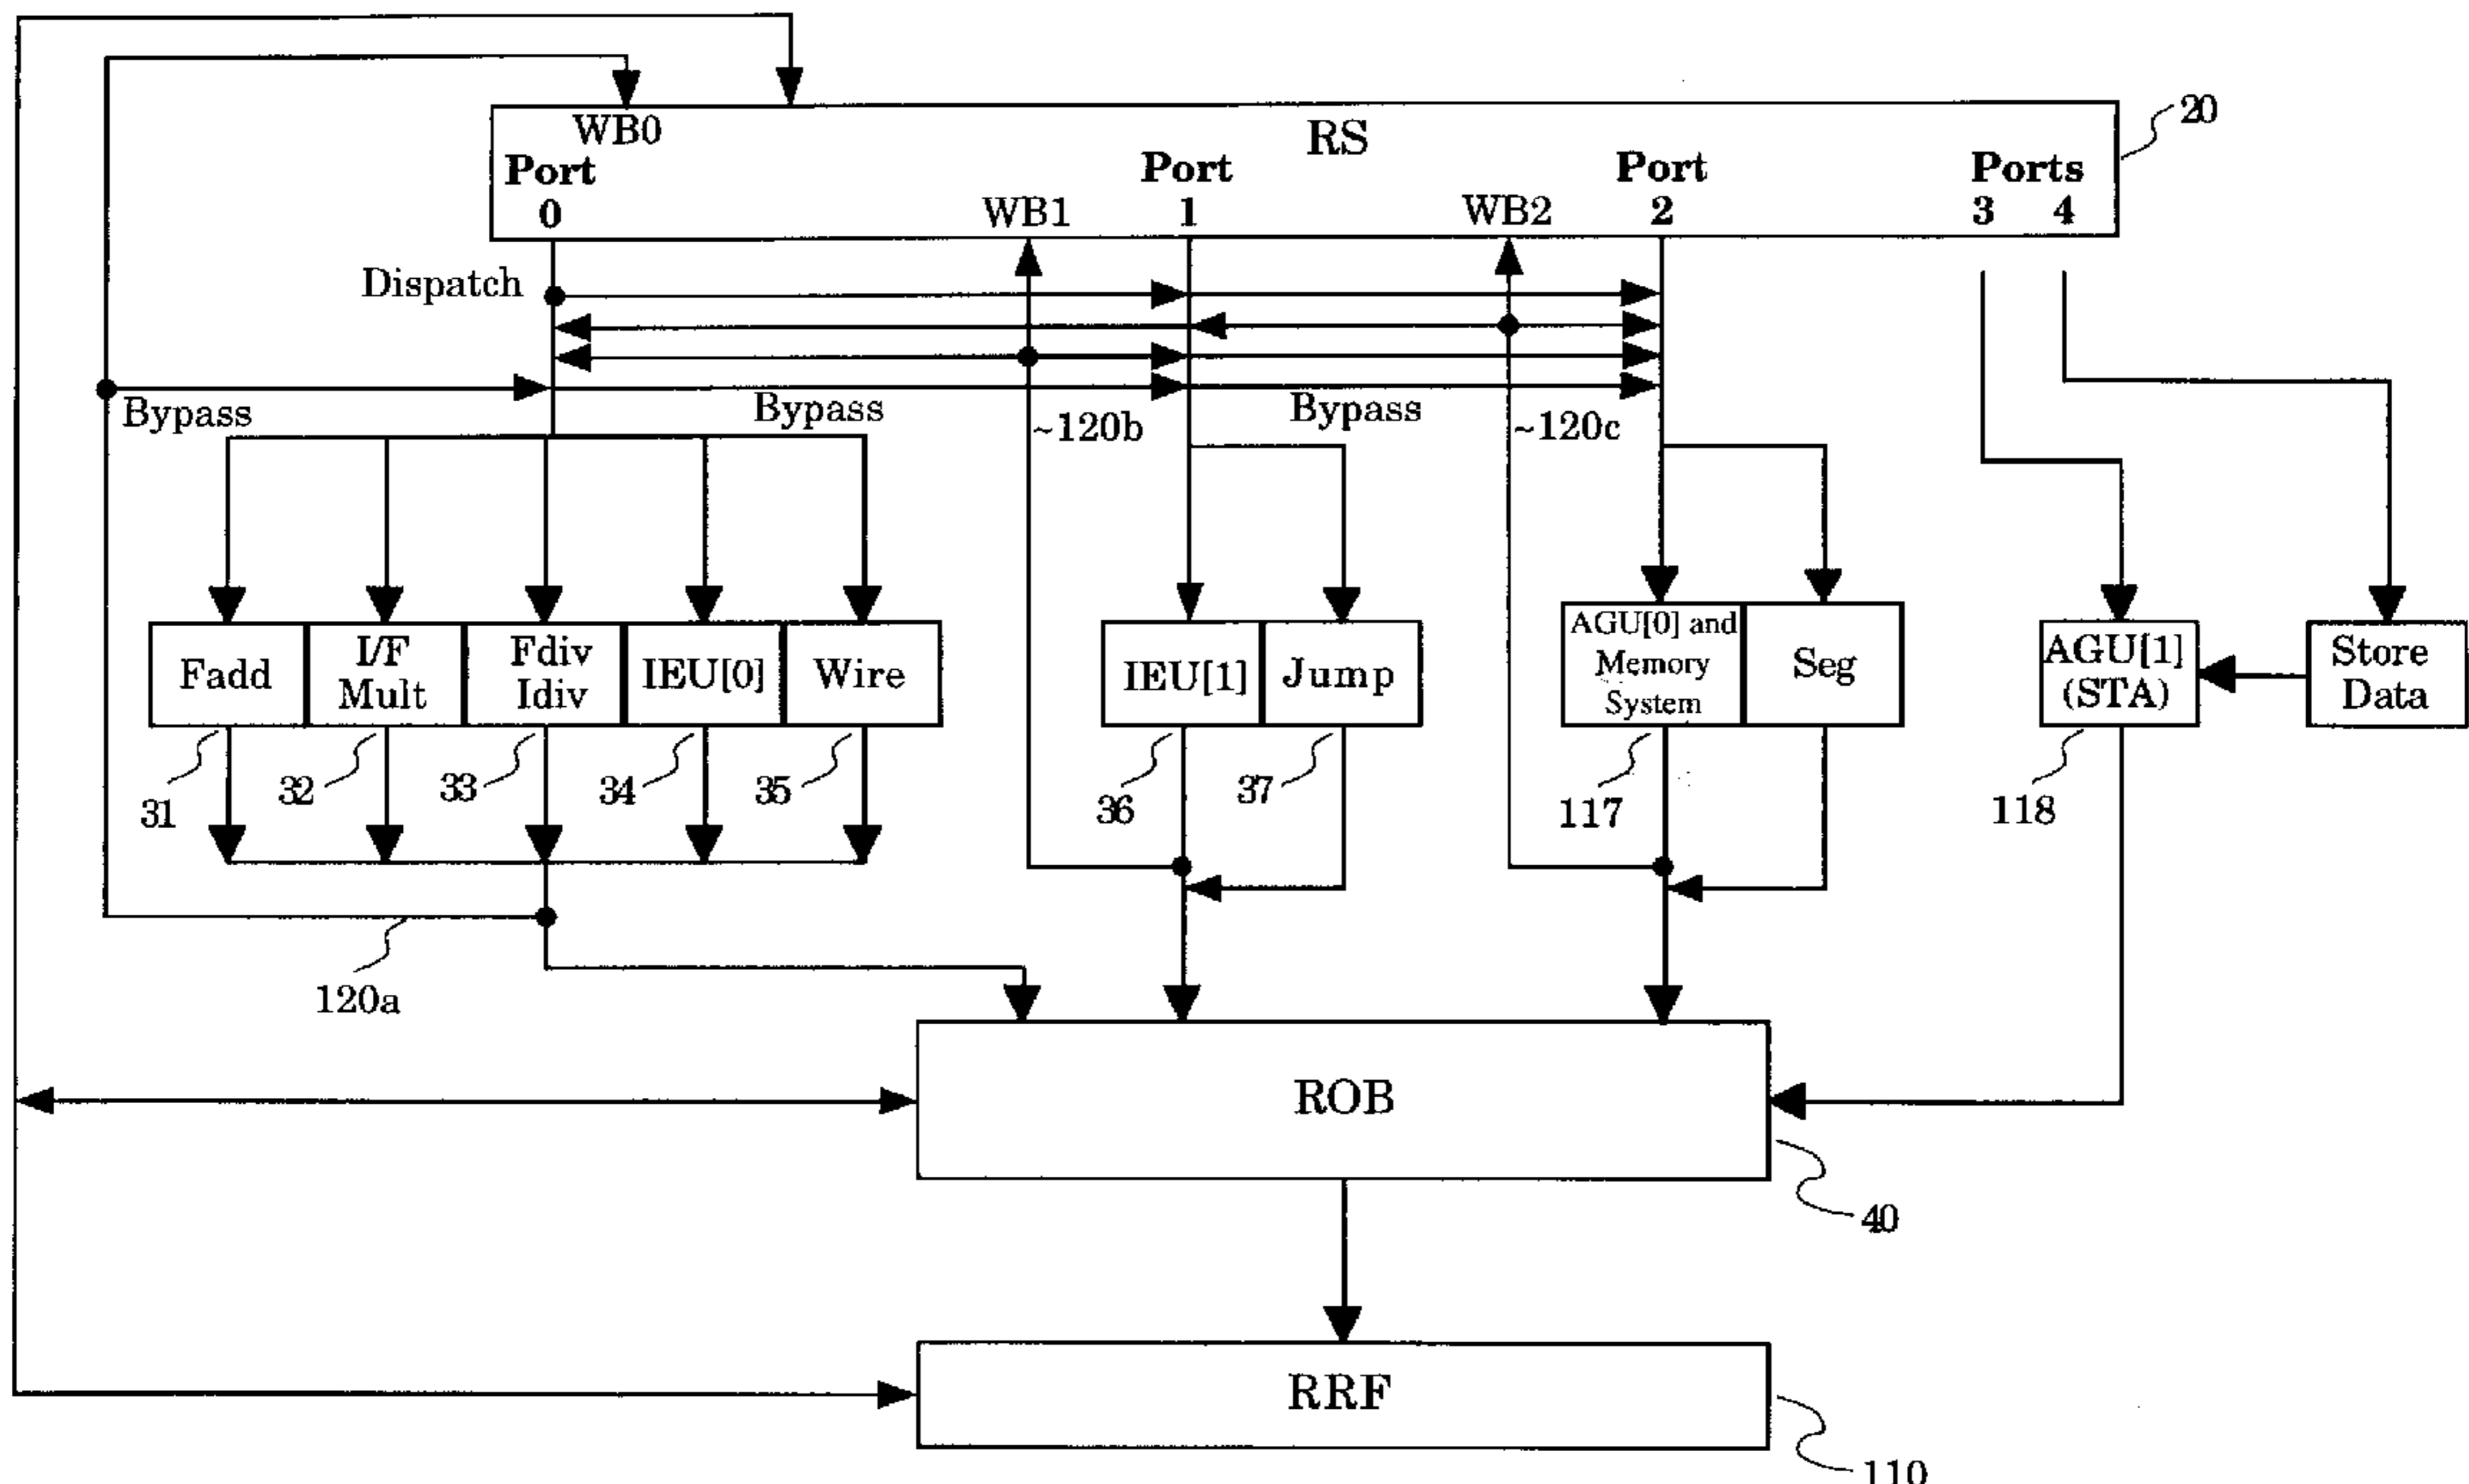 WB0
RS
20
Port
0
WB1
Port
1
WB2
Port
2
Ports
3 4
Dispatch
Bypass
Bypass
~120b
Bypass
~120c
Fadd
I/F
Mult
Fdiv
Idiv
IEU[0]
Wire
IEU[1]
Jump
AGU[0] and
Memory
System
Seg
AGU[1]
(STA)
Store
Data
31
32
33
34
35
36
37
117
118
120a
ROB
40
RRF
110